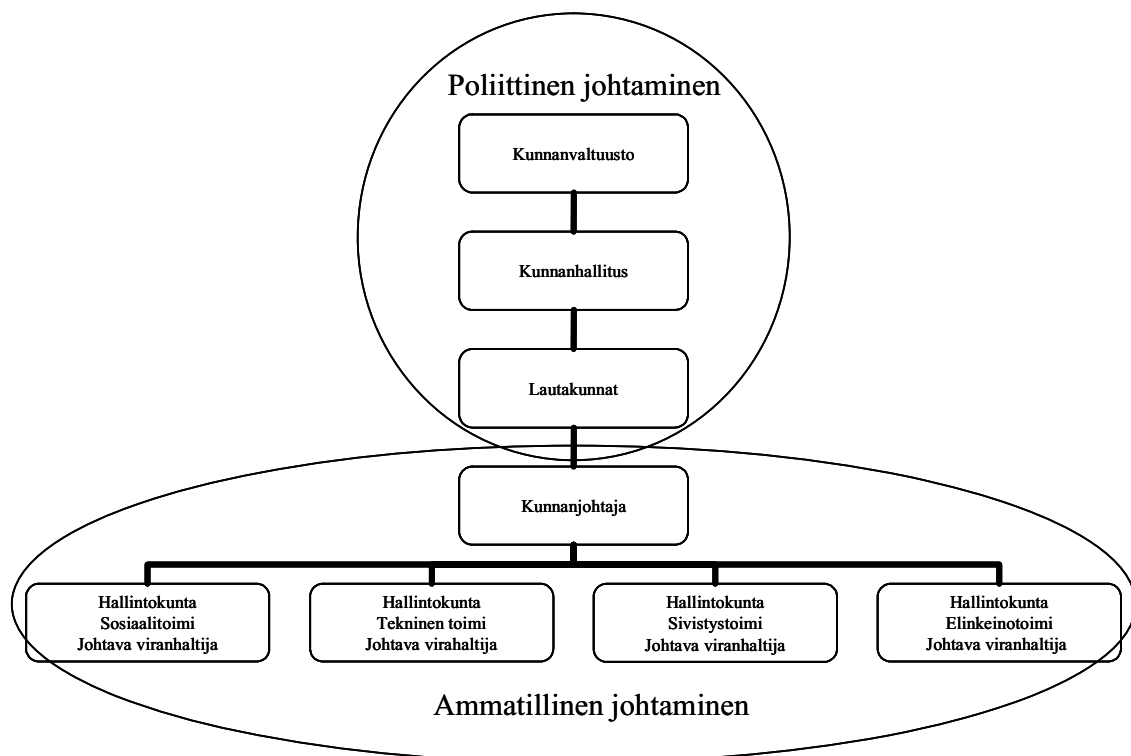 Poliittinen johtaminen
Kunnanvaltuusto
Kunnanhallitus
Lautakunnat
Kunnanjohtaja
Hallintokunta
Sosiaalitoimi
Johtava viranhaltija
Hallintokunta
Tekninen toimi
Johtava virahaltija
Hallintokunta
Sivistystoimi
Johtava viranhaltija
Hallintokunta
Elinkeinotoimi
Johtava viranhaltija
Ammatillinen johtaminen